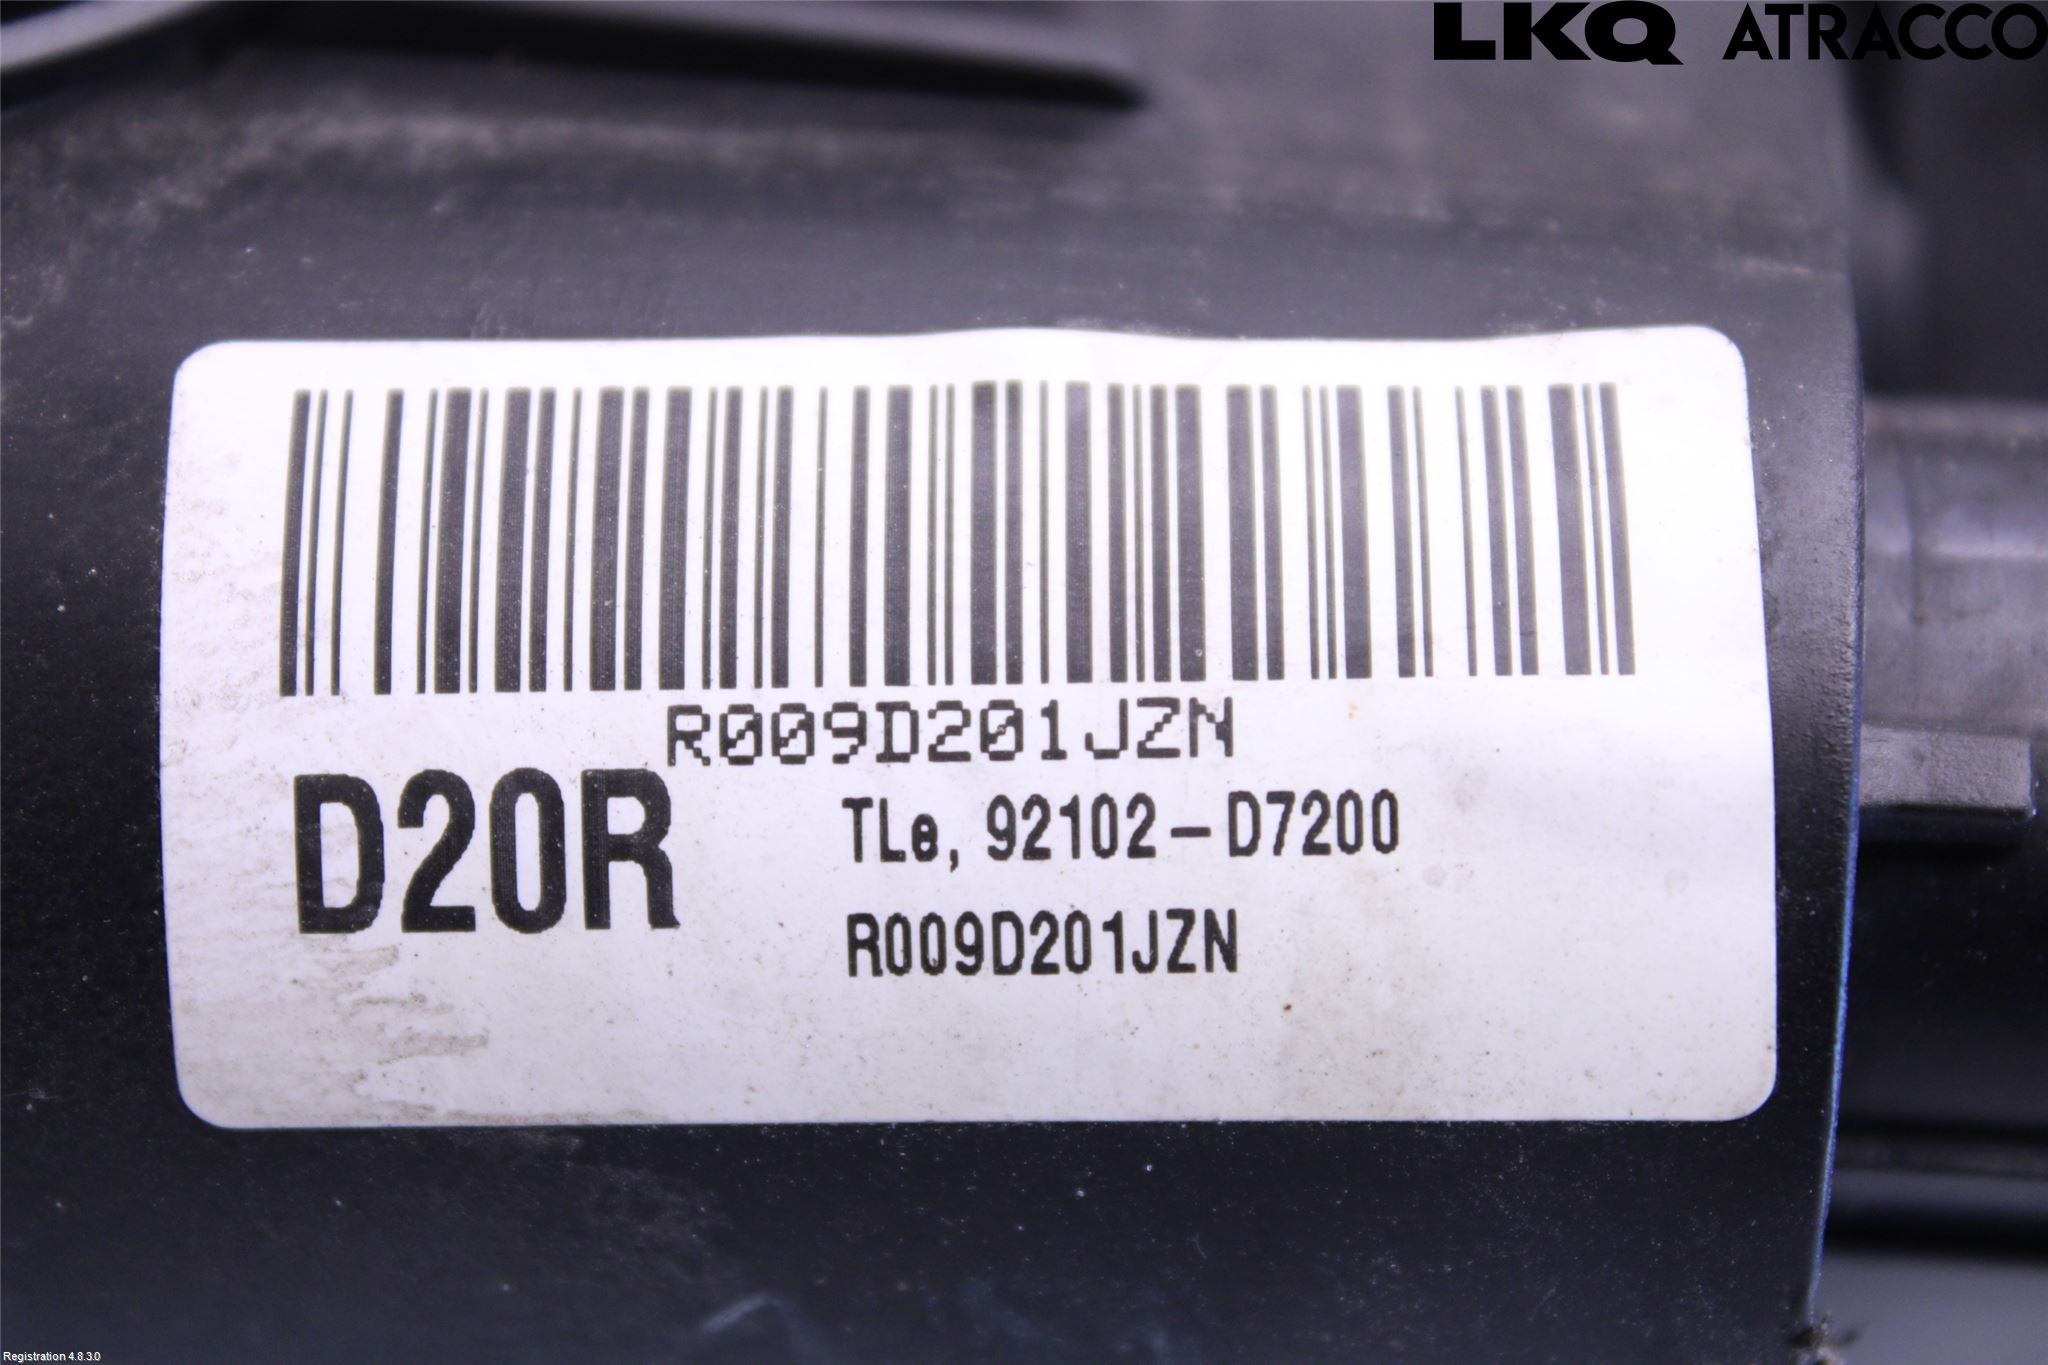 LKQ ATRACCO
R009D201JZN
D20R
TLe, 92102-D7200
R009D201JZN
Registration 4.8.3.0